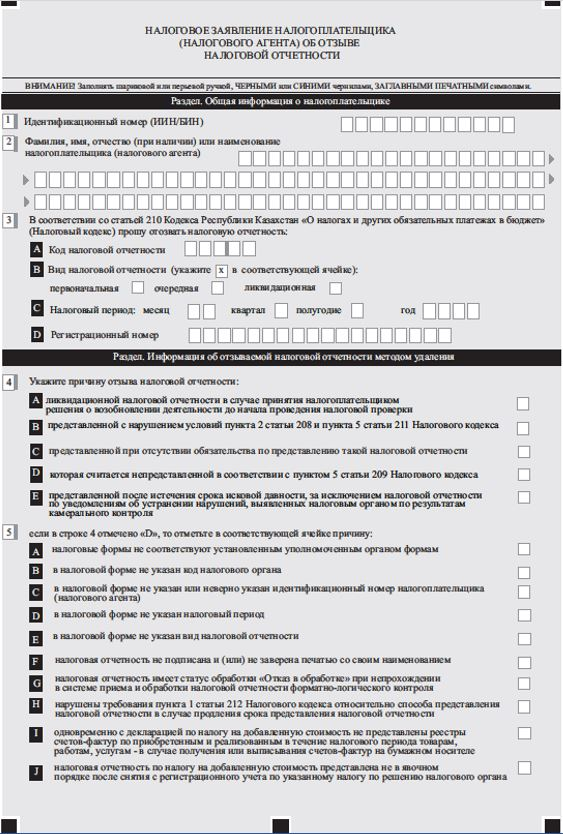 НАЛОГОВОЕ ЗАЯВЛЕНИЕ НАЛОГОПЛАТЕЛЬЩИКА
(НАЛОГОВОГО АГЕНТА) ОБ ОТЗЫВЕ
НАЛОГОВОЙ ОТЧЕТНОСТИ
ВНИМАНИЕ! Заполнять шариковой или перьевой ручкой, ЧЕРНЫМИ или СИНИМИ чернилами, ЗАГЛАВНЫМИ ПЕЧАТНЫМИ символами.
Раздел. Общая информация о налогоплательщике
1 Идентификационный номер (ИИН/БИН)
2 Фамилия, имя, отчество (при наличии) или наименование
налогоплательщика (налогового агента)
3 В соответствии со статьей 210 Кодекса Республики Казахстан «О налогах и других обязательных платежах в бюджет»
(Налоговый кодекс) прошу отозвать налоговую отчетность:
A Код налоговой отчетности
B Вид налоговой отчетности (укажите x в соответствующей ячейке):
первоначальная очередная ликвидационная
C Налоговый период: месяц квартал полугодие год
D Регистрационный номер
Раздел. Информация об отзываемой налоговой отчетности методом удаления
4 Укажите причину отзыва налоговой отчетности:
A ликвидационной налоговой отчетности в случае принятия налогоплательщиком
решения о возобновлении деятельности до начала проведения налоговой проверки
B представленной с нарушением условий пункта 2 статьи 208 и пункта 5 статьи 211 Налогового кодекса
C представленной при отсутствии обязательства по представлению такой налоговой отчетности
D которая считается непредставленной в соответствии с пунктом 5 статьи 209 Налогового кодекса
E представленной после истечения срока исковой давности, за исключением налоговой отчетности
по уведомлениям об устранении нарушений, выявленных налоговым органом по результатам
камерального контроля
5 если в строке 4 отмечено «D», то отметьте в соответствующей ячейке причину:
A налоговые формы не соответствуют установленным уполномоченным органом формам
B в налоговой форме не указан код налогового органа
C в налоговой форме не указан или неверно указан идентификационный номер налогоплательщика
(налогового агента)
D в налоговой форме не указан налоговый период
E в налоговой форме не указан вид налоговой отчетности
F налоговая отчетность не подписана и (или) не заверена печатью со своим наименованием
G налоговая отчетность имеет статус обработки «Отказ в обработке» при непрохождении
в системе приема и обработки налоговой отчетности форматно-логического контроля
H нарушены требования пункта 1 статьи 212 Налогового кодекса относительно способа представления
налоговой отчетности в случае продления срока представления налоговой отчетности
I одновременно с декларацией по налогу на добавленную стоимость не представлены реестры
счетов-фактур по приобретенным и реализованным в течение налогового периода товарам,
работам, услугам - в случае получения или выписывания счетов-фактур на бумажном носителе
J налоговая отчетность по налогу на добавленную стоимость представлена не в явочном
порядке после снятия с регистрационного учета по указанному налогу по решению налогового органа